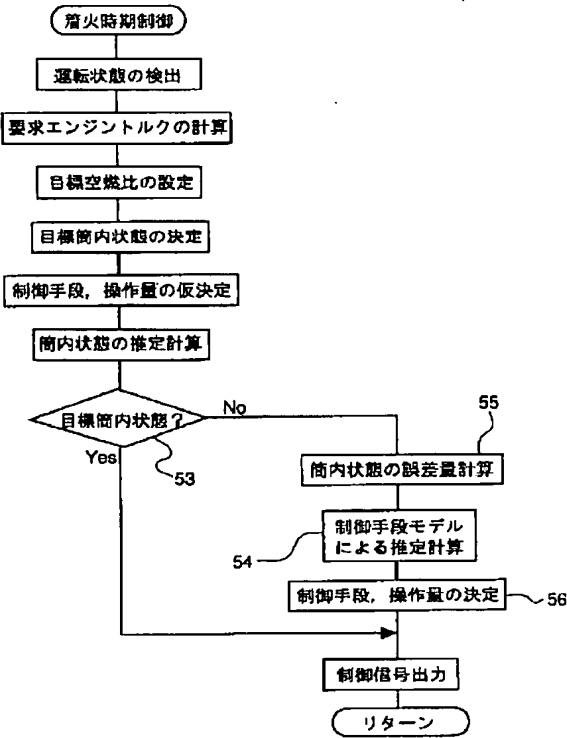 着火時期制御
運転状態の検出
要求エンジントルクの計算
目標空燃比の設定
目標筒内状態の決定
制御手段，操作量の仮決定
筒内状態の推定計算
目標筒内状態？
No
Yes
53
55
筒内状態の誤差量計算
制御手段モデル
による推定計算
54
制御手段，操作量の決定
56
制御信号出力
リターン